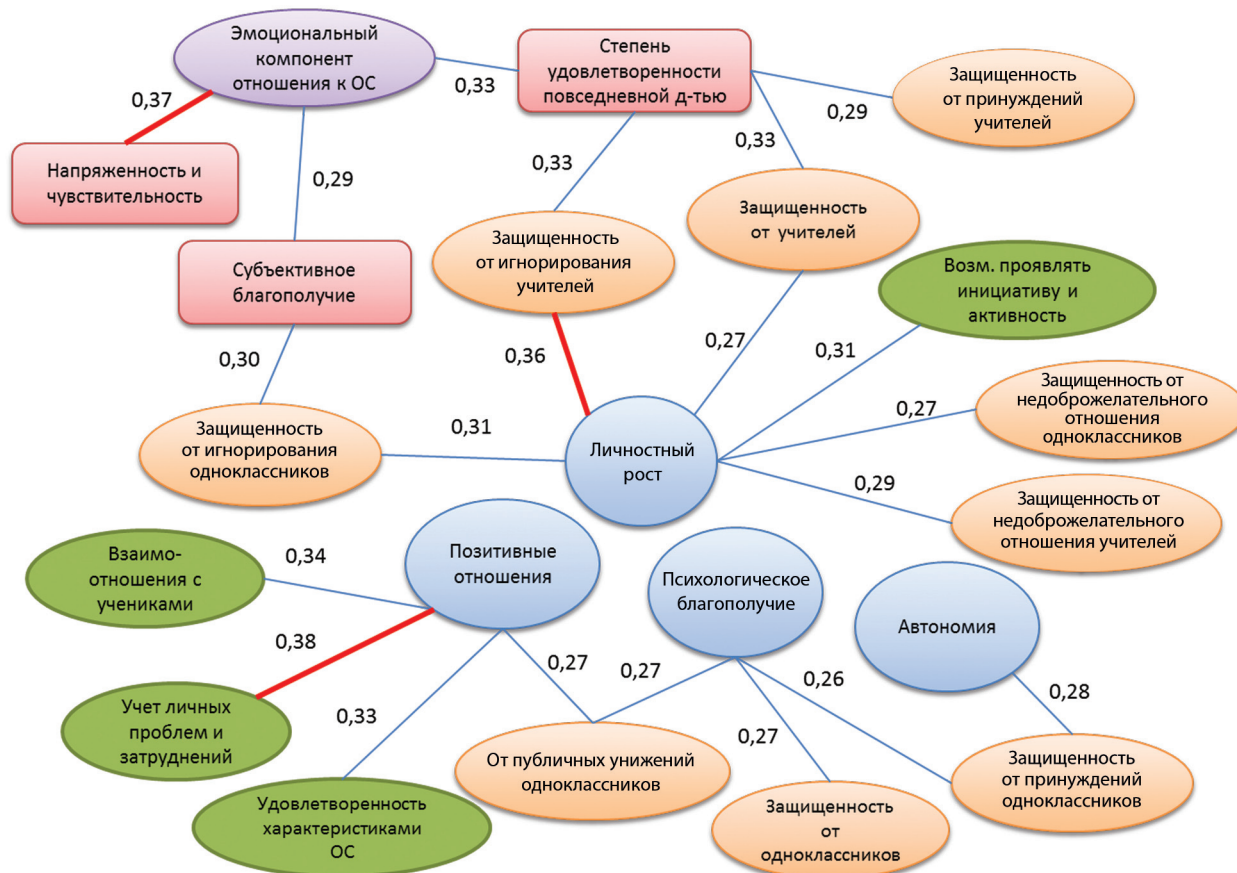 Эмоциональный
компонент
отношения к ОС
Степень
удовлетворенности
повседневной д-тью
Защищенность
от принуждений
учителей
0,37
0,33
0,29
0,33
Напряженность и
чувствительность
0,29
0,33
Защищенность
от учителей
Защищенность
от игнорирования
учителей
Субъективное
благополучие
Возм. проявлять
инициативу и
активность
0,30
0,36
0,27
0,31
Защищенность от
недоброжелательного
отношения
одноклассников
0,27
Защищенность
от игнорирования
одноклассников
0,31
Личностный
рост
0,29
Защищенность от
недоброжелательного
отношения учителей
Взаимо-
отношения с
учениками
0,34
Позитивные
отношения
Психологическое
благополучие
Автономия
0,38
0,27
0,27
0,26
0,28
Учет личных
проблем и
затруднений
0,33
0,27
От публичных унижений
одноклассников
Защищенность
от принуждений
одноклассников
Удовлетворенность
характеристиками
ОС
Защищенность
от
одноклассников